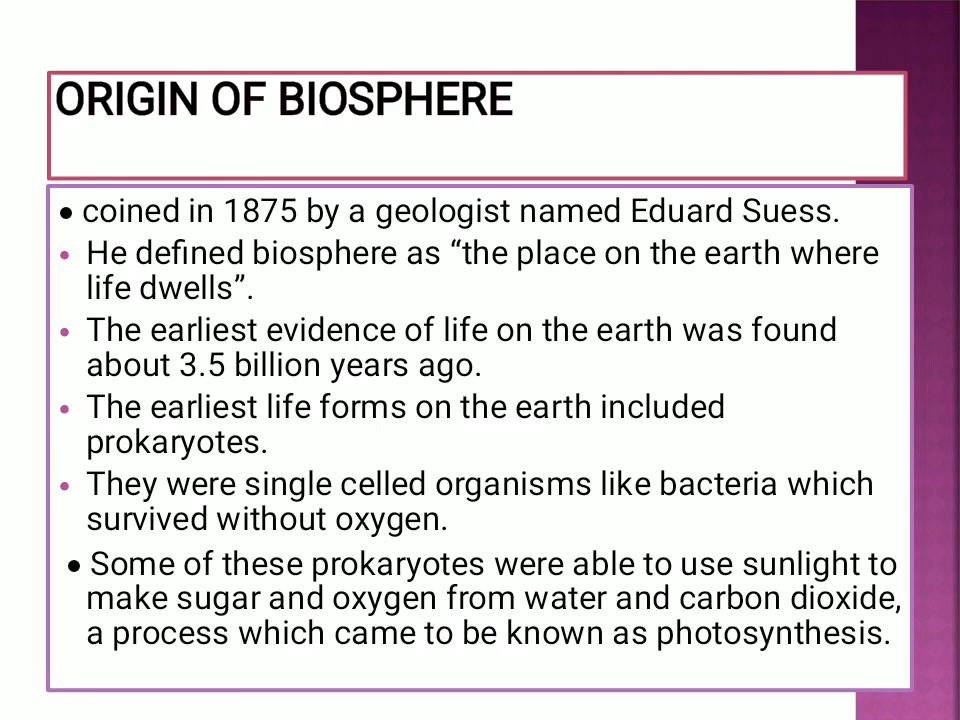 ORIGIN OF BIOSPHERE
• coined in 1875 by a geologist named Eduard Suess.
• He defined biosphere as “the place on the earth where
life dwells”.
• The earliest evidence of life on the earth was found
about 3.5 billion years ago.
• The earliest life forms on the earth included
prokaryotes.
• They were single celled organisms like bacteria which
survived without oxygen.
• Some of these prokaryotes were able to use sunlight to
make sugar and oxygen from water and carbon dioxide,
a process which came to be known as photosynthesis.